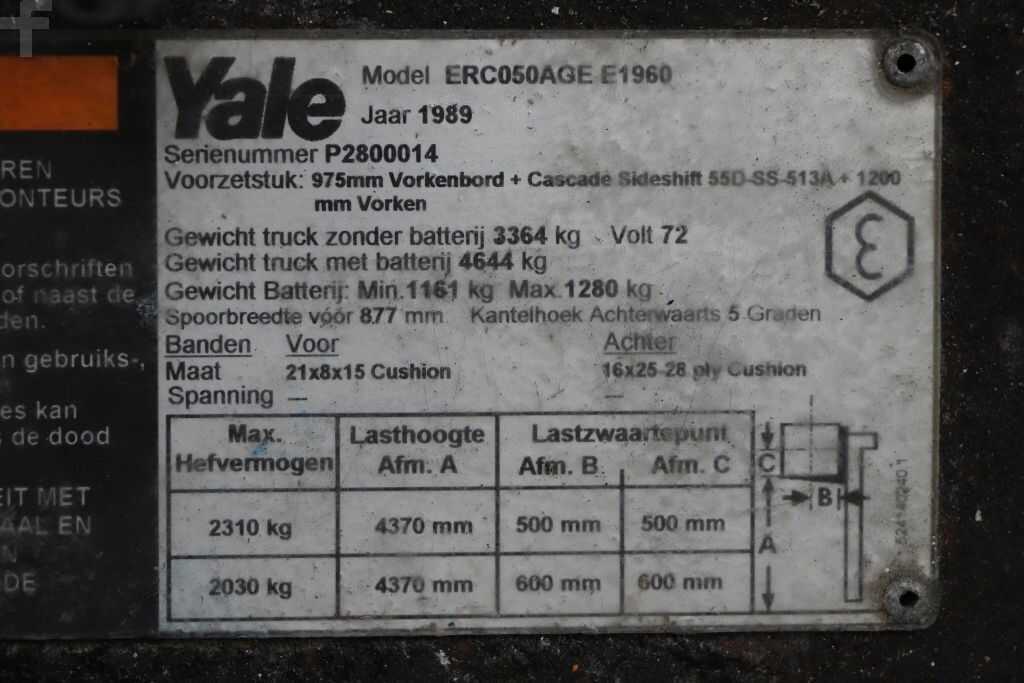 f
Yale
Model ERC050AGE E1960
Jaar 1989
Serienummer P2800014
Voorzetstuk: 975mm Vorkenbord + Cascade Sideshift 55D-SS-513A + 1200
mm Vorken
Gewicht truck zonder batterij 3364 kg Volt 72
Gewicht truck met batterij 4644 kg
Gewicht Batterij: Min.1161 kg Max.1280 kg
Spoorbreedte vóór 877 mm Kantelhoek Achterwaarts 5 Graden
Banden Voor Achter
Maat 21x8x15 Cushion 16x25-28 ply Cushion
Spanning — —
Max. Hefvermogen Lasthoogte Afm. A Lastzwaartepunt Afm. B Afm. C
2310 kg 4370 mm 500 mm 500 mm
2030 kg 4370 mm 600 mm 600 mm
C
B
A
REN
ONTEURS
orschriften
of naast de
den.
n gebruiks-,
es kan
s de dood
EIT MET
AAL EN
N
DE